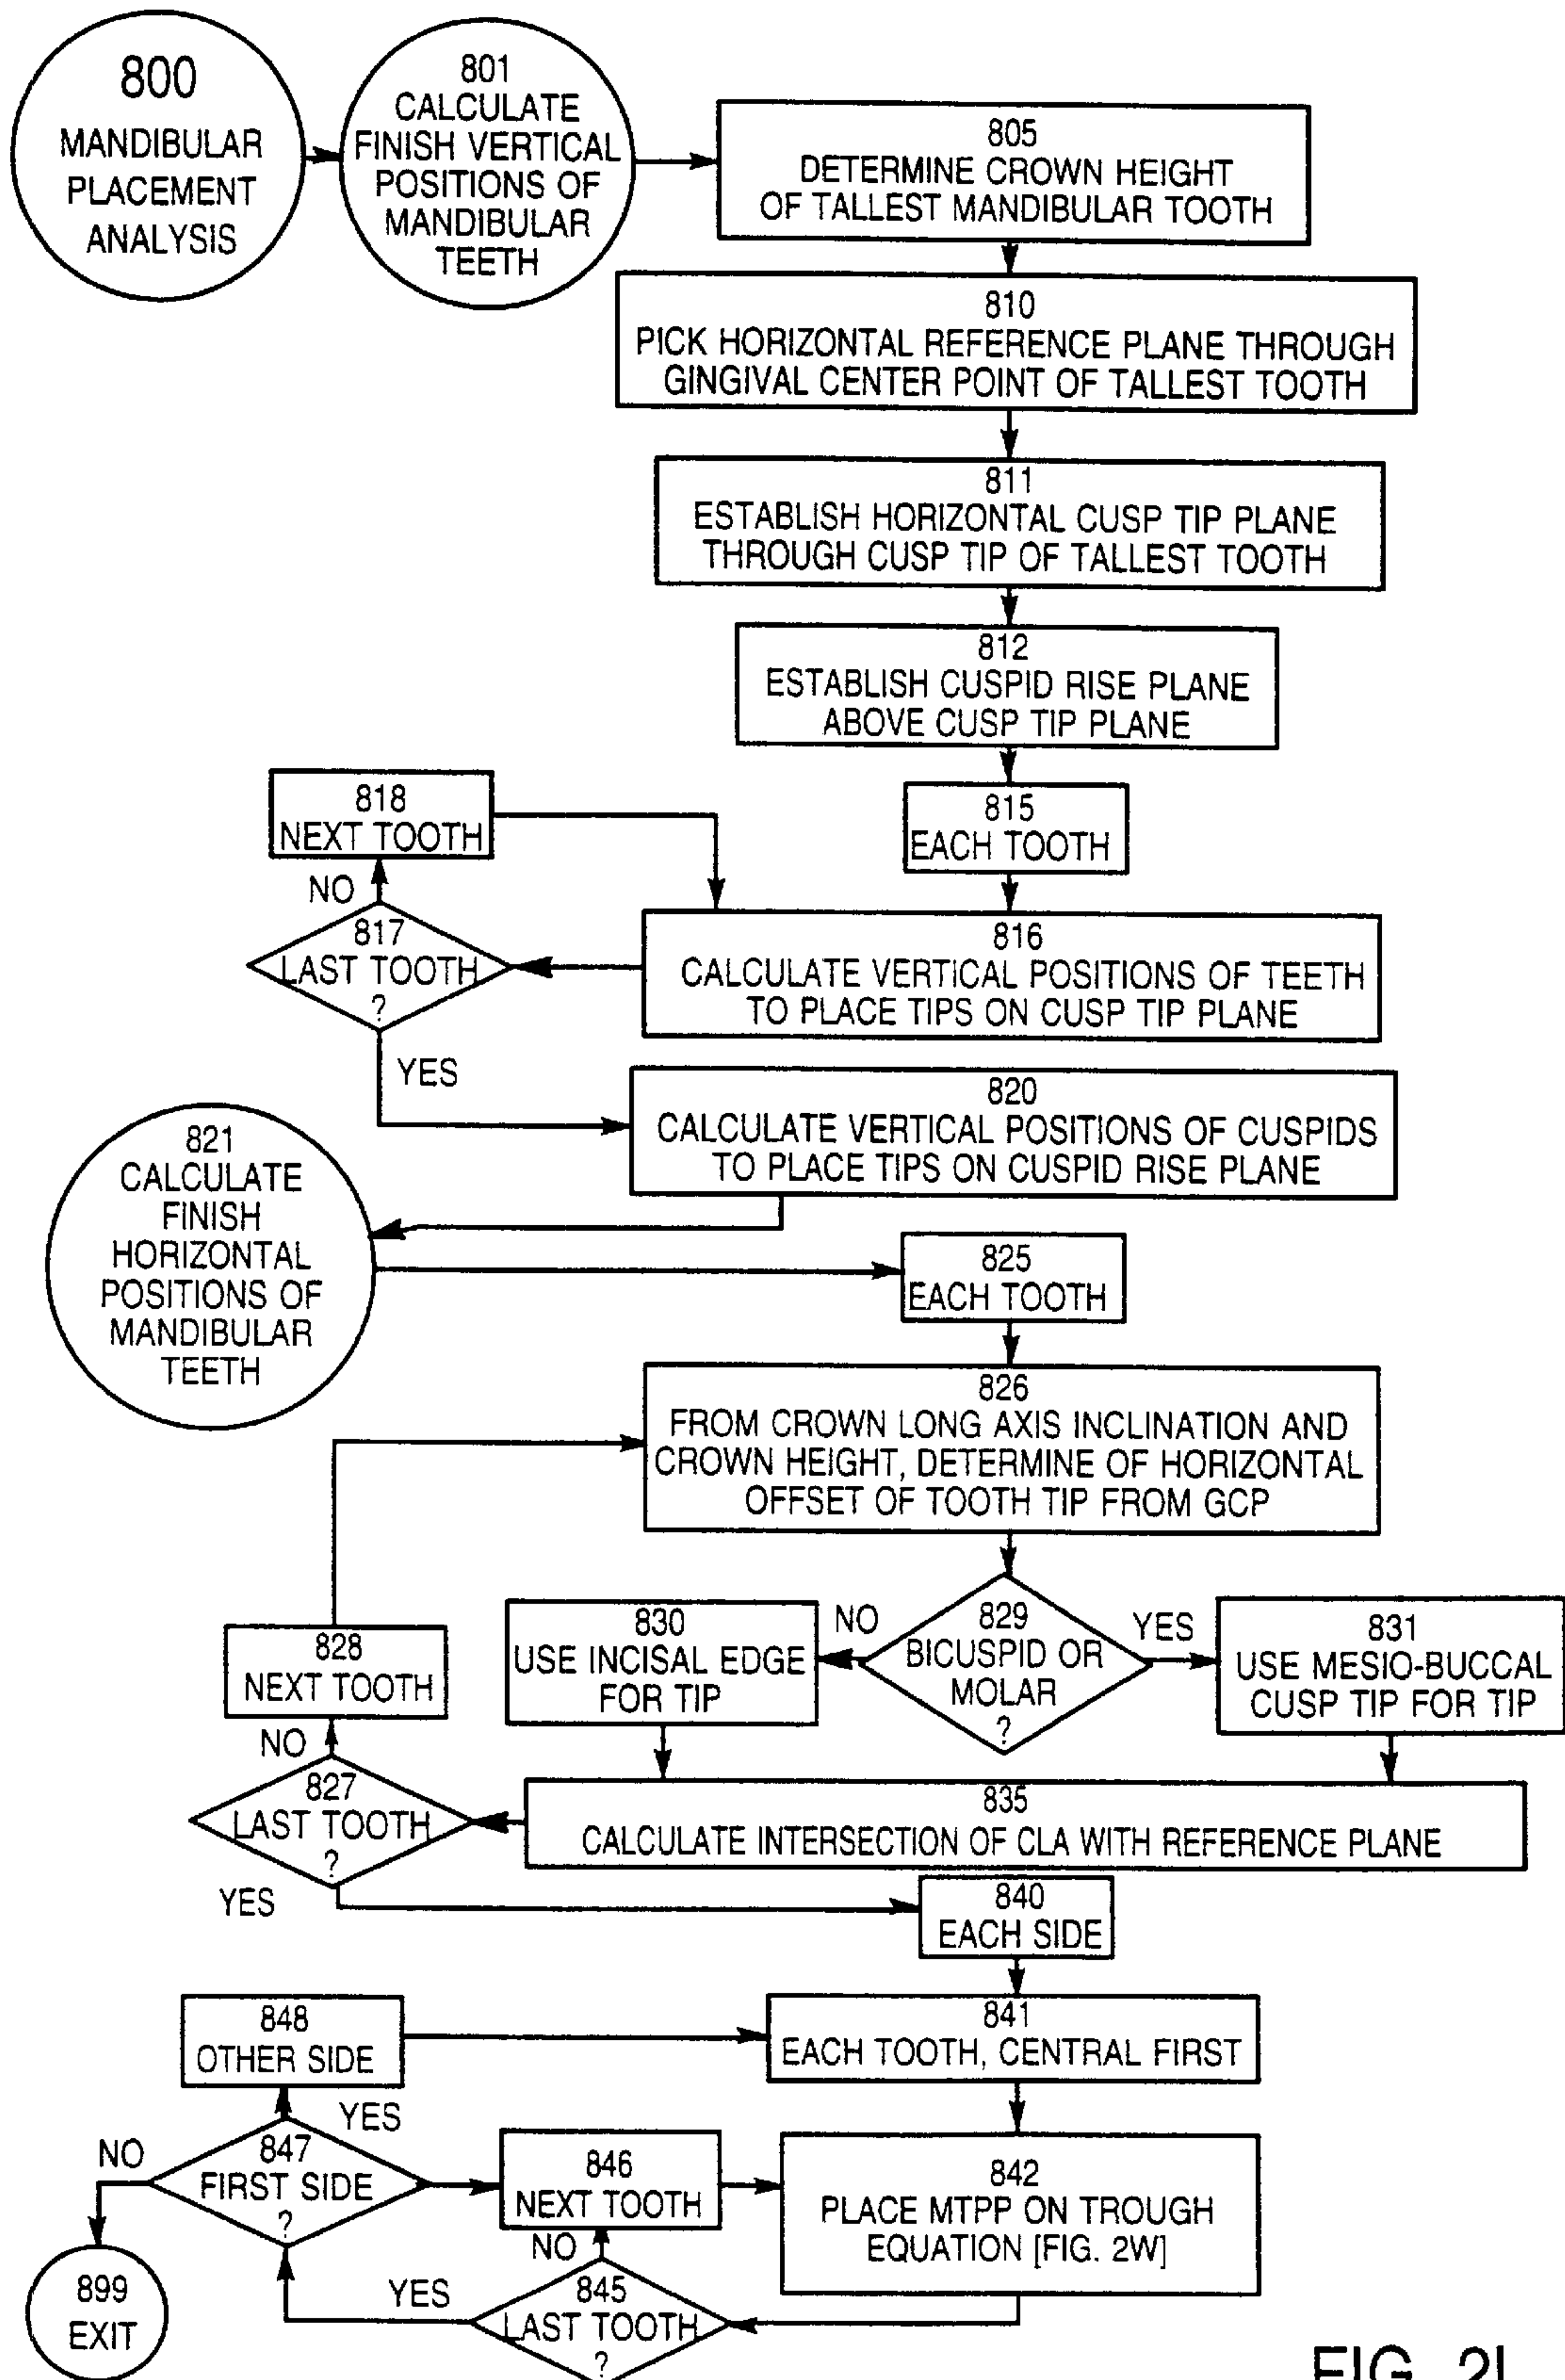 800
MANDIBULAR
PLACEMENT
ANALYSIS
801
CALCULATE
FINISH VERTICAL
POSITIONS OF
MANDIBULAR
TEETH
805
DETERMINE CROWN HEIGHT
OF TALLEST MANDIBULAR TOOTH
810
PICK HORIZONTAL REFERENCE PLANE THROUGH
GINGIVAL CENTER POINT OF TALLEST TOOTH
811
ESTABLISH HORIZONTAL CUSP TIP PLANE
THROUGH CUSP TIP OF TALLEST TOOTH
812
ESTABLISH CUSPID RISE PLANE
ABOVE CUSP TIP PLANE
815
EACH TOOTH
816
CALCULATE VERTICAL POSITIONS OF TEETH
TO PLACE TIPS ON CUSP TIP PLANE
817
LAST TOOTH
?
NO
818
NEXT TOOTH
YES
820
CALCULATE VERTICAL POSITIONS OF CUSPIDS
TO PLACE TIPS ON CUSPID RISE PLANE
821
CALCULATE
FINISH
HORIZONTAL
POSITIONS OF
MANDIBULAR
TEETH
825
EACH TOOTH
826
FROM CROWN LONG AXIS INCLINATION AND
CROWN HEIGHT, DETERMINE OF HORIZONTAL
OFFSET OF TOOTH TIP FROM GCP
829
BICUSPID OR
MOLAR
?
NO
830
USE INCISAL EDGE
FOR TIP
YES
831
USE MESIO-BUCCAL
CUSP TIP FOR TIP
835
CALCULATE INTERSECTION OF CLA WITH REFERENCE PLANE
827
LAST TOOTH
?
NO
828
NEXT TOOTH
YES
840
EACH SIDE
841
EACH TOOTH, CENTRAL FIRST
842
PLACE MTPP ON TROUGH
EQUATION [FIG. 2W]
845
LAST TOOTH
?
NO
846
NEXT TOOTH
YES
847
FIRST SIDE
?
YES
848
OTHER SIDE
NO
899
EXIT